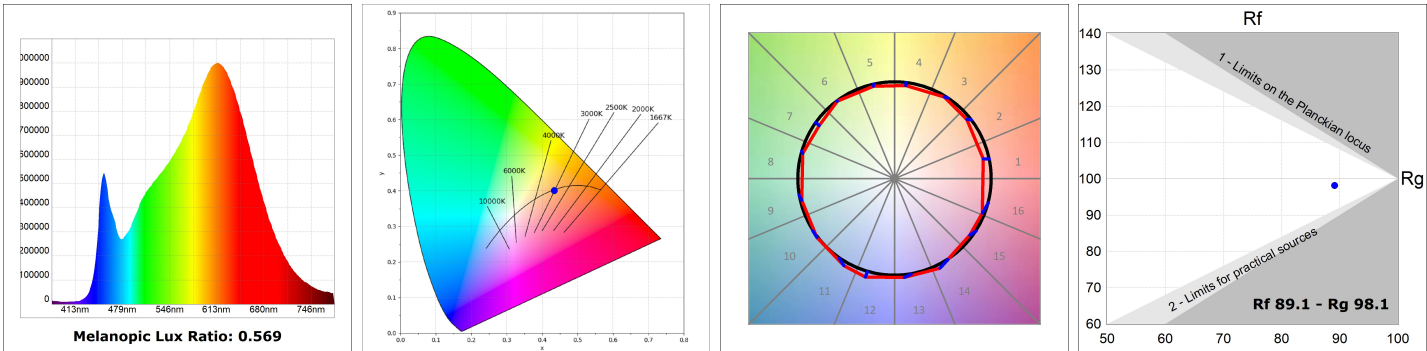 000000
900000
800000
700000
600000
500000
400000
300000
200000
100000
0
413nm 479nm 546nm 613nm 680nm 746nm
Melanopic Lux Ratio: 0.569
0.9
0.8
0.7
0.6
0.5
0.4
0.3
0.2
0.1
0.0
y
0.0 0.1 0.2 0.3 0.4 0.5 0.6 0.7 0.8
x
2500K
2000K
3000K
1667K
4000K
6000K
10000K
5 4
6 3
7 2
8 1
9 16
10 15
11 14
12 13
Rf
140
130
120
110
100
90
80
70
60
Rg
50 60 70 80 90 100
1 - Limits on the Planckian locus
2 - Limits for practical sources
Rf 89.1 - Rg 98.1